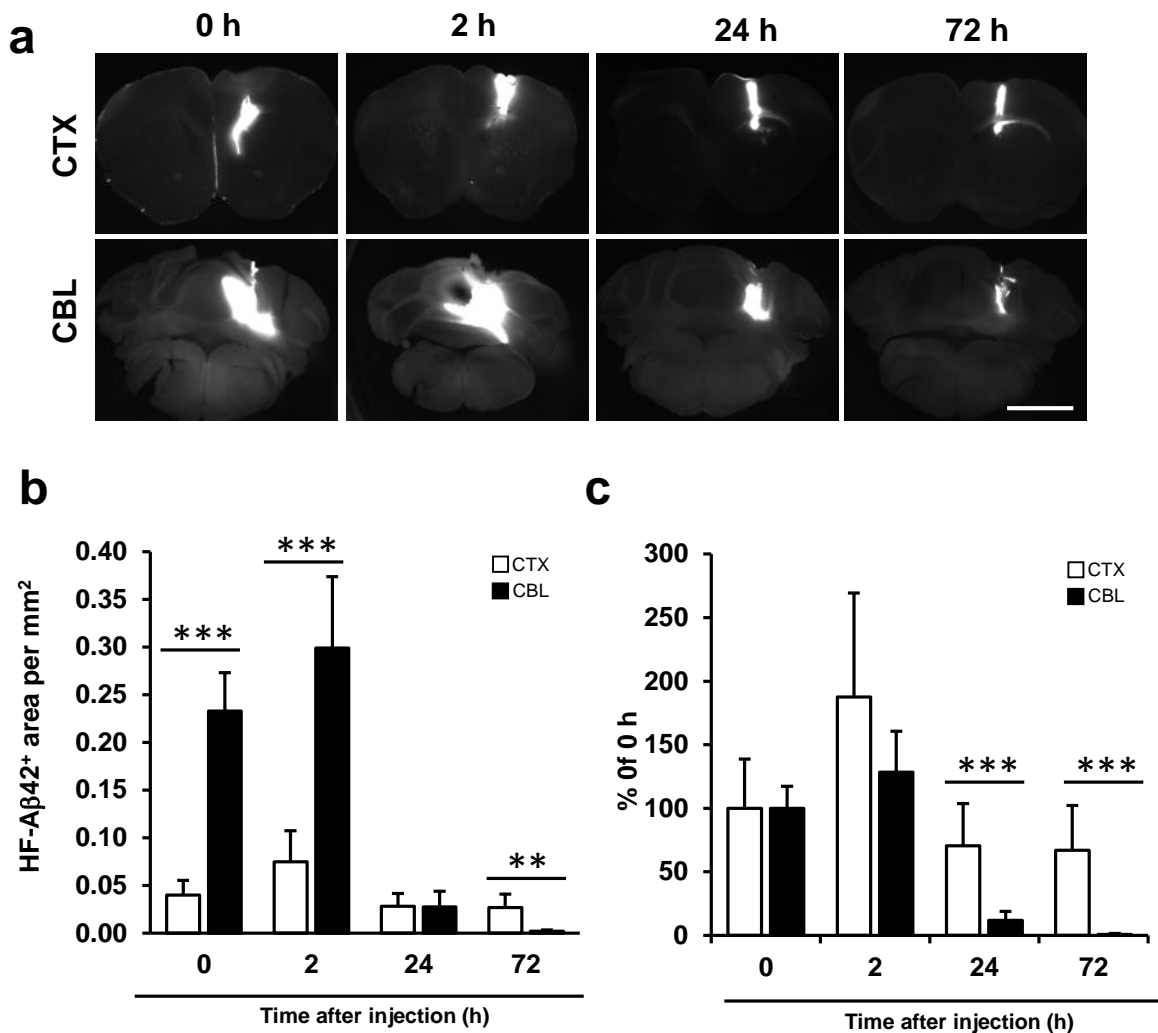 a
0 h 2 h 24 h 72 h
CTX
CBL
b
HF-Aβ42⁺ area per mm²
0.40
0.35
0.30
0.25
0.20
0.15
0.10
0.05
0.00
***
***
**
CTX
CBL
0 2 24 72
Time after injection (h)
c
% 0f 0 h
300
250
200
150
100
50
0
*** ***
CTX
CBL
0 2 24 72
Time after injection (h)